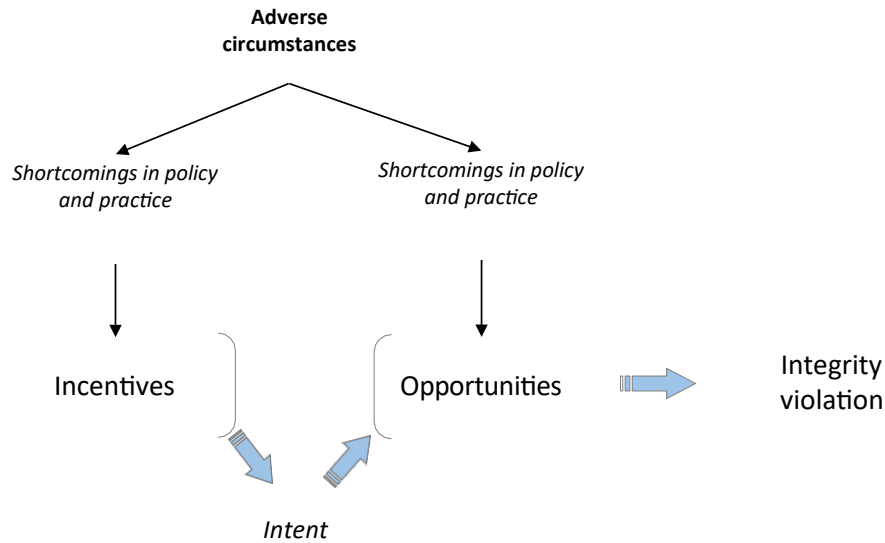 Adverse
circumstances
Shortcomings in policy
and practice
Shortcomings in policy
and practice
Incentives
Opportunities
Integrity
violation
Intent